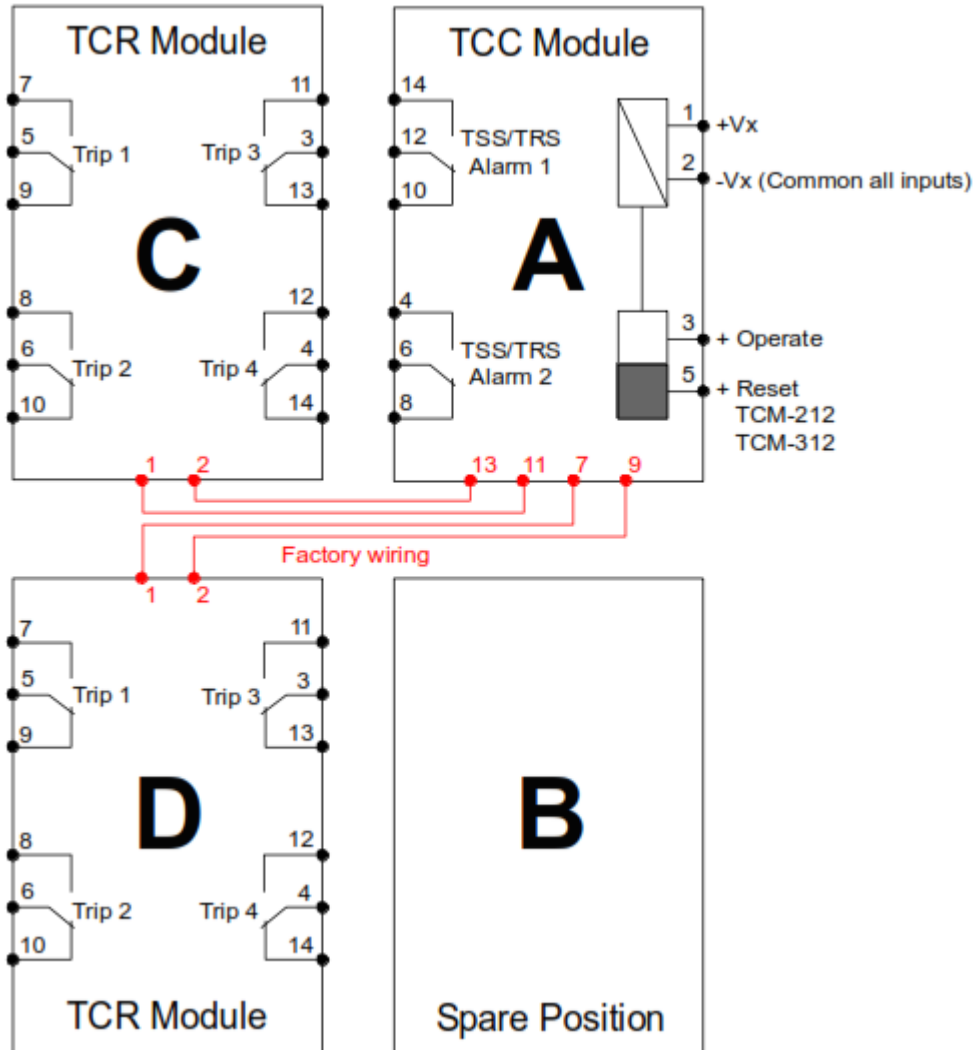 TCR Module
7
11
5
Trip 1
Trip 3
3
9
13
C
8
12
6
Trip 2
Trip 4
4
10
14
1
2
TCC Module
14
12
TSS/TRS
Alarm 1
10
1
+Vx
2
-Vx (Common all inputs)
A
4
6
TSS/TRS
Alarm 2
8
3
+ Operate
5
+ Reset
TCM-212
TCM-312
13
11
7
9
Factory wiring
1
2
7
11
5
Trip 1
Trip 3
3
9
13
D
8
12
6
Trip 2
Trip 4
4
10
14
TCR Module
B
Spare Position